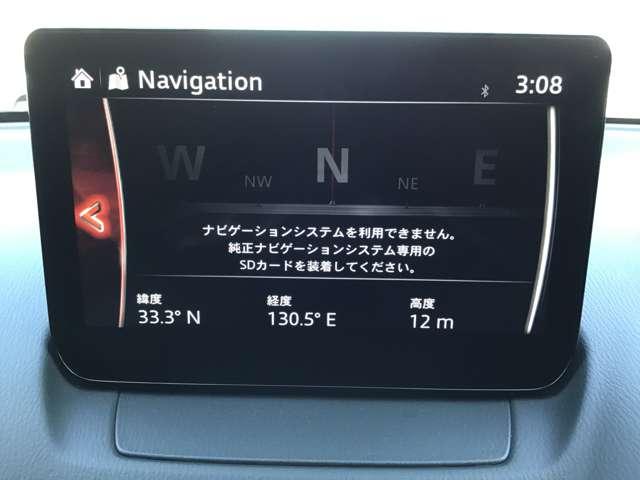 Navigation
3:08
W NW N NE E
ナビゲーションシステムを利用できません。
純正ナビゲーションシステム専用の
SDカードを装着してください。
緯度 経度 高度
33.3° N 130.5° E 12 m